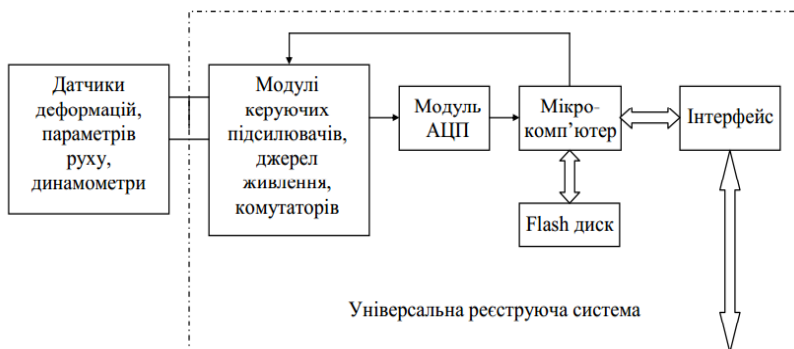 Датчики
деформацій,
параметрів
руху,
динамометри
Модулі
керуючих
підсилювачів,
джерел
живлення,
комутаторів
Модуль
АЦП
Мікро-
комп’ютер
Інтерфейс
Flash диск
Універсальна реєструюча система